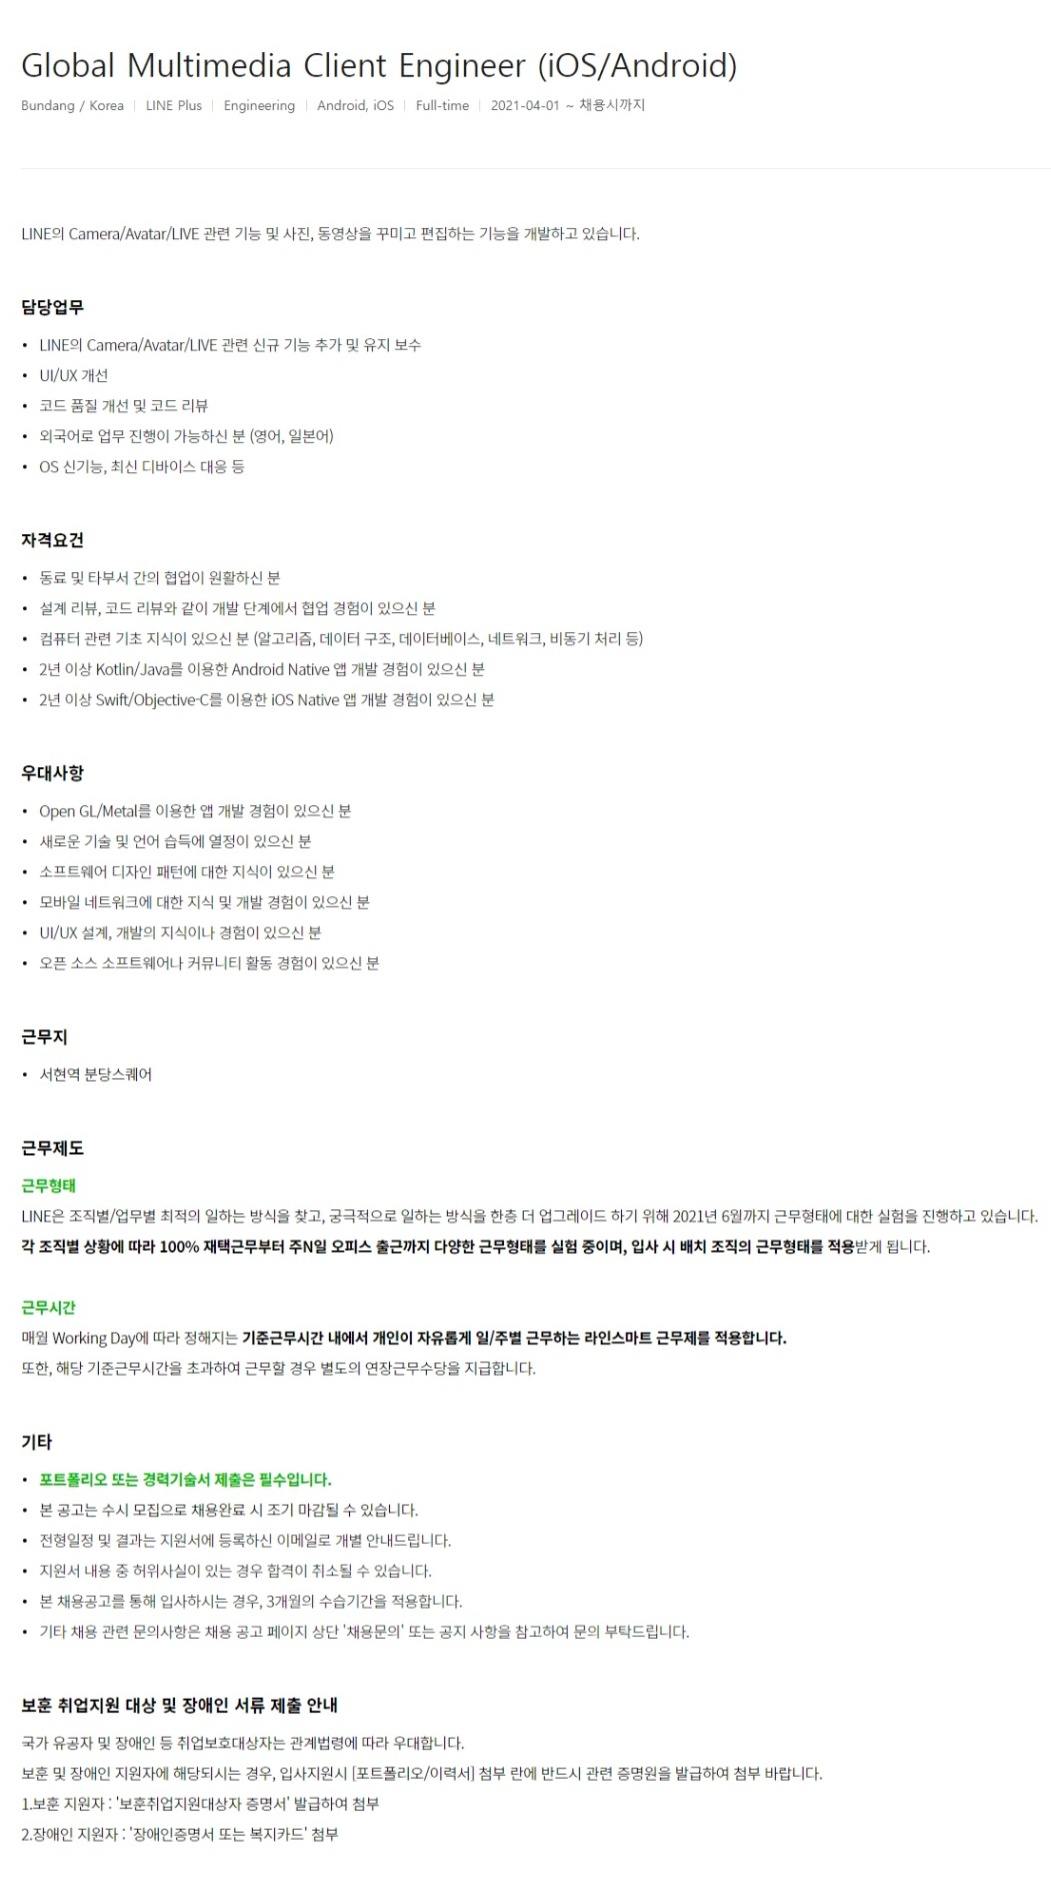 Global Multimedia Client Engineer (iOS/Android)
Bundang / Korea | LINE Plus | Engineering | Android, iOS | Full-time | 2021-04-01 ~ 채용시까지
LINE의 Camera/Avatar/LIVE 관련 기능 및 사진, 동영상을 꾸미고 편집하는 기능을 개발하고 있습니다.
담당업무
• LINE의 Camera/Avatar/LIVE 관련 신규 기능 추가 및 유지 보수
• UI/UX 개선
• 코드 품질 개선 및 코드 리뷰
• 외국어로 업무 진행이 가능하신 분 (영어, 일본어)
• OS 신기능, 최신 디바이스 대응 등
자격요건
• 동료 및 타부서 간의 협업이 원활하신 분
• 설계 리뷰, 코드 리뷰와 같이 개발 단계에서 협업 경험이 있으신 분
• 컴퓨터 관련 기초 지식이 있으신 분 (알고리즘, 데이터 구조, 데이터베이스, 네트워크, 비동기 처리 등)
• 2년 이상 Kotlin/Java를 이용한 Android Native 앱 개발 경험이 있으신 분
• 2년 이상 Swift/Objective-C를 이용한 iOS Native 앱 개발 경험이 있으신 분
우대사항
• Open GL/Metal를 이용한 앱 개발 경험이 있으신 분
• 새로운 기술 및 언어 습득에 열정이 있으신 분
• 소프트웨어 디자인 패턴에 대한 지식이 있으신 분
• 모바일 네트워크에 대한 지식 및 개발 경험이 있으신 분
• UI/UX 설계, 개발의 지식이나 경험이 있으신 분
• 오픈 소스 소프트웨어나 커뮤니티 활동 경험이 있으신 분
근무지
• 서현역 분당스퀘어
근무제도
근무형태
LINE은 조직별/업무별 최적의 일하는 방식을 찾고, 궁극적으로 일하는 방식을 한층 더 업그레이드 하기 위해 2021년 6월까지 근무형태에 대한 실험을 진행하고 있습니다.
각 조직별 상황에 따라 100% 재택근무부터 주N일 오피스 출근까지 다양한 근무형태를 실험 중이며, 입사 시 배치 조직의 근무형태를 적용받게 됩니다.
근무시간
매월 Working Day에 따라 정해지는 기준근무시간 내에서 개인이 자유롭게 일/주별 근무하는 라인스마트 근무제를 적용합니다.
또한, 해당 기준근무시간을 초과하여 근무할 경우 별도의 연장근무수당을 지급합니다.
기타
• 포트폴리오 또는 경력기술서 제출은 필수입니다.
• 본 공고는 수시 모집으로 채용완료 시 조기 마감될 수 있습니다.
• 전형일정 및 결과는 지원서에 등록하신 이메일로 개별 안내드립니다.
• 지원서 내용 중 허위사실이 있는 경우 합격이 취소될 수 있습니다.
• 본 채용공고를 통해 입사하시는 경우, 3개월의 수습기간을 적용합니다.
• 기타 채용 관련 문의사항은 채용 공고 페이지 상단 '채용문의' 또는 공지 사항을 참고하여 문의 부탁드립니다.
보훈 취업지원 대상 및 장애인 서류 제출 안내
국가 유공자 및 장애인 등 취업보호대상자는 관계법령에 따라 우대합니다.
보훈 및 장애인 지원자에 해당되시는 경우, 입사지원시 [포트폴리오/이력서] 첨부 란에 반드시 관련 증명원을 발급하여 첨부 바랍니다.
1.보훈 지원자 : '보훈취업지원대상자 증명서' 발급하여 첨부
2.장애인 지원자 : '장애인증명서 또는 복지카드' 첨부